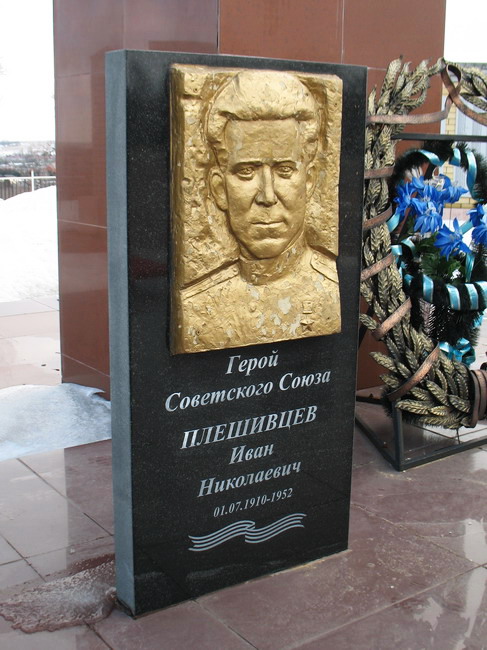 Герой
Советского Союза
ПЛЕШИВЦЕВ
Иван
Николаевич
01.07.1910-1952